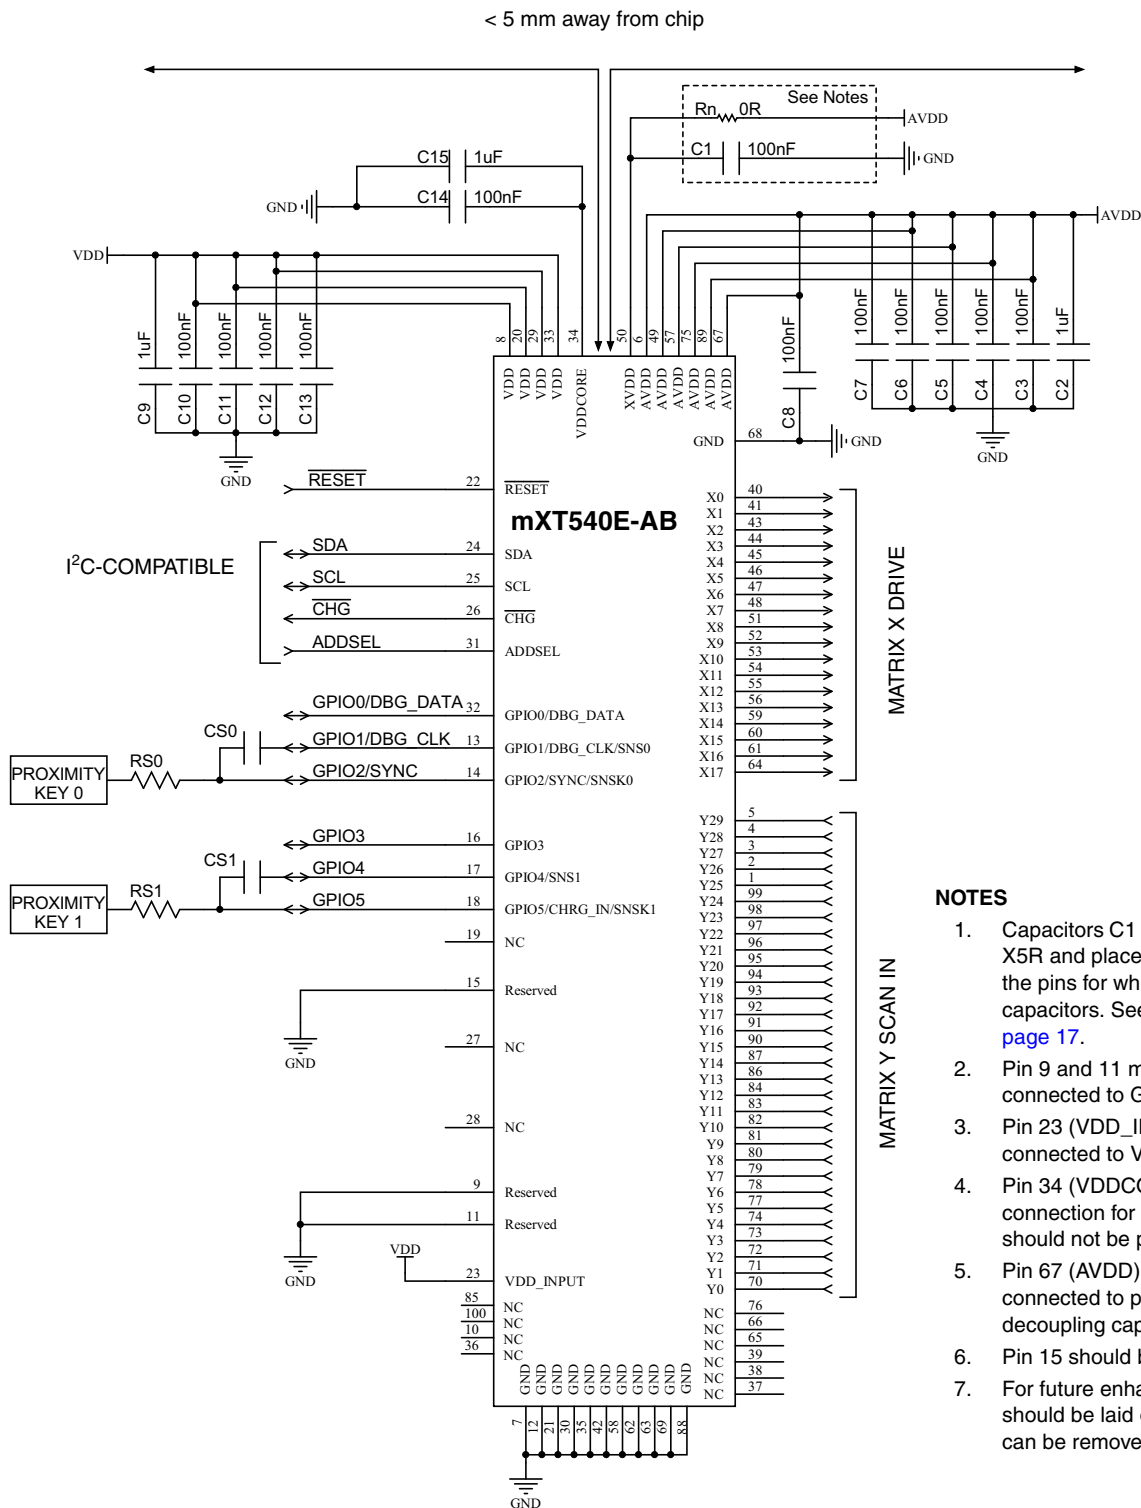 < 5 mm away from chip
See Notes
Rn 0R
AVDD
C1 100nF
GND
C15 1uF
C14 100nF
GND
AVDD
VDD
1uF 100nF 100nF 100nF 100nF
C9 C10 C11 C12 C13
GND
8 20 29 33 34 50 6 49 57 75 89 67
VDD VDD VDD VDD VDDCORE XVDD AVDD AVDD AVDD AVDD AVDD AVDD
100nF
C8
100nF 100nF 100nF 100nF 100nF 1uF
C7 C6 C5 C4 C3 C2
GND
GND 68
GND
mXT540E-AB
RESET 22 RESET
I²C-COMPATIBLE
SDA 24 SDA
SCL 25 SCL
CHG 26 CHG
ADDSEL 31 ADDSEL
GPIO0/DBG_DATA 32 GPIO0/DBG_DATA
CS0
GPIO1/DBG_CLK 13 GPIO1/DBG_CLK/SNS0
PROXIMITY
KEY 0
RS0
GPIO2/SYNC 14 GPIO2/SYNC/SNSK0
GPIO3 16 GPIO3
CS1
GPIO4 17 GPIO4/SNS1
PROXIMITY
KEY 1
RS1
GPIO5 18 GPIO5/CHRG_IN/SNSK1
19 NC
15 Reserved
GND
27 NC
28 NC
9 Reserved
11 Reserved
GND
VDD
23 VDD_INPUT
85 NC
100 NC
10 NC
36 NC
X0 40
X1 41
X2 43
X3 44
X4 45
X5 46
X6 47
X7 48
X8 51
X9 52
X10 53
X11 54
X12 55
X13 56
X14 59
X15 60
X16 61
X17 64
MATRIX X DRIVE
Y29 5
Y28 4
Y27 3
Y26 2
Y25 1
Y24 99
Y23 98
Y22 97
Y21 96
Y20 95
Y19 94
Y18 93
Y17 92
Y16 91
Y15 90
Y14 87
Y13 86
Y12 84
Y11 83
Y10 82
Y9 81
Y8 80
Y7 79
Y6 78
Y5 77
Y4 74
Y3 73
Y2 72
Y1 71
Y0 70
MATRIX Y SCAN IN
NC 76
NC 66
NC 65
NC 39
NC 38
NC 37
GND GND GND GND GND GND GND GND GND GND GND
7 12 21 30 35 42 58 62 63 69 88
GND
NOTES
1. Capacitors C1
X5R and place
the pins for wh
capacitors. See
page 17.
2. Pin 9 and 11 m
connected to G
3. Pin 23 (VDD_I
connected to V
4. Pin 34 (VDDCO
connection for
should not be p
5. Pin 67 (AVDD)
connected to p
decoupling cap
6. Pin 15 should b
7. For future enha
should be laid
can be remove